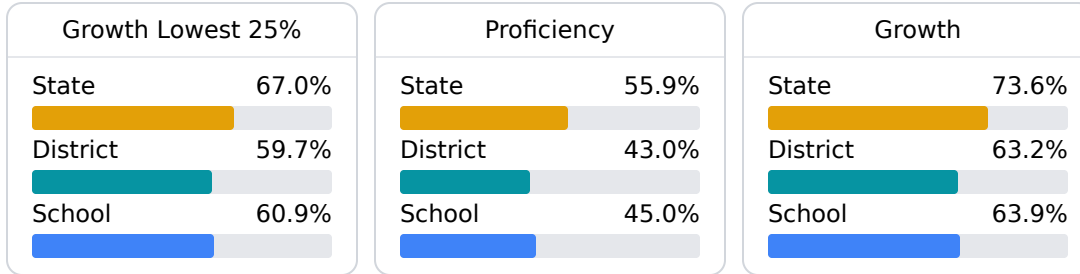 Growth Lowest 25%
State 67.0%
District 59.7%
School 60.9%
Proficiency
State 55.9%
District 43.0%
School 45.0%
Growth
State 73.6%
District 63.2%
School 63.9%